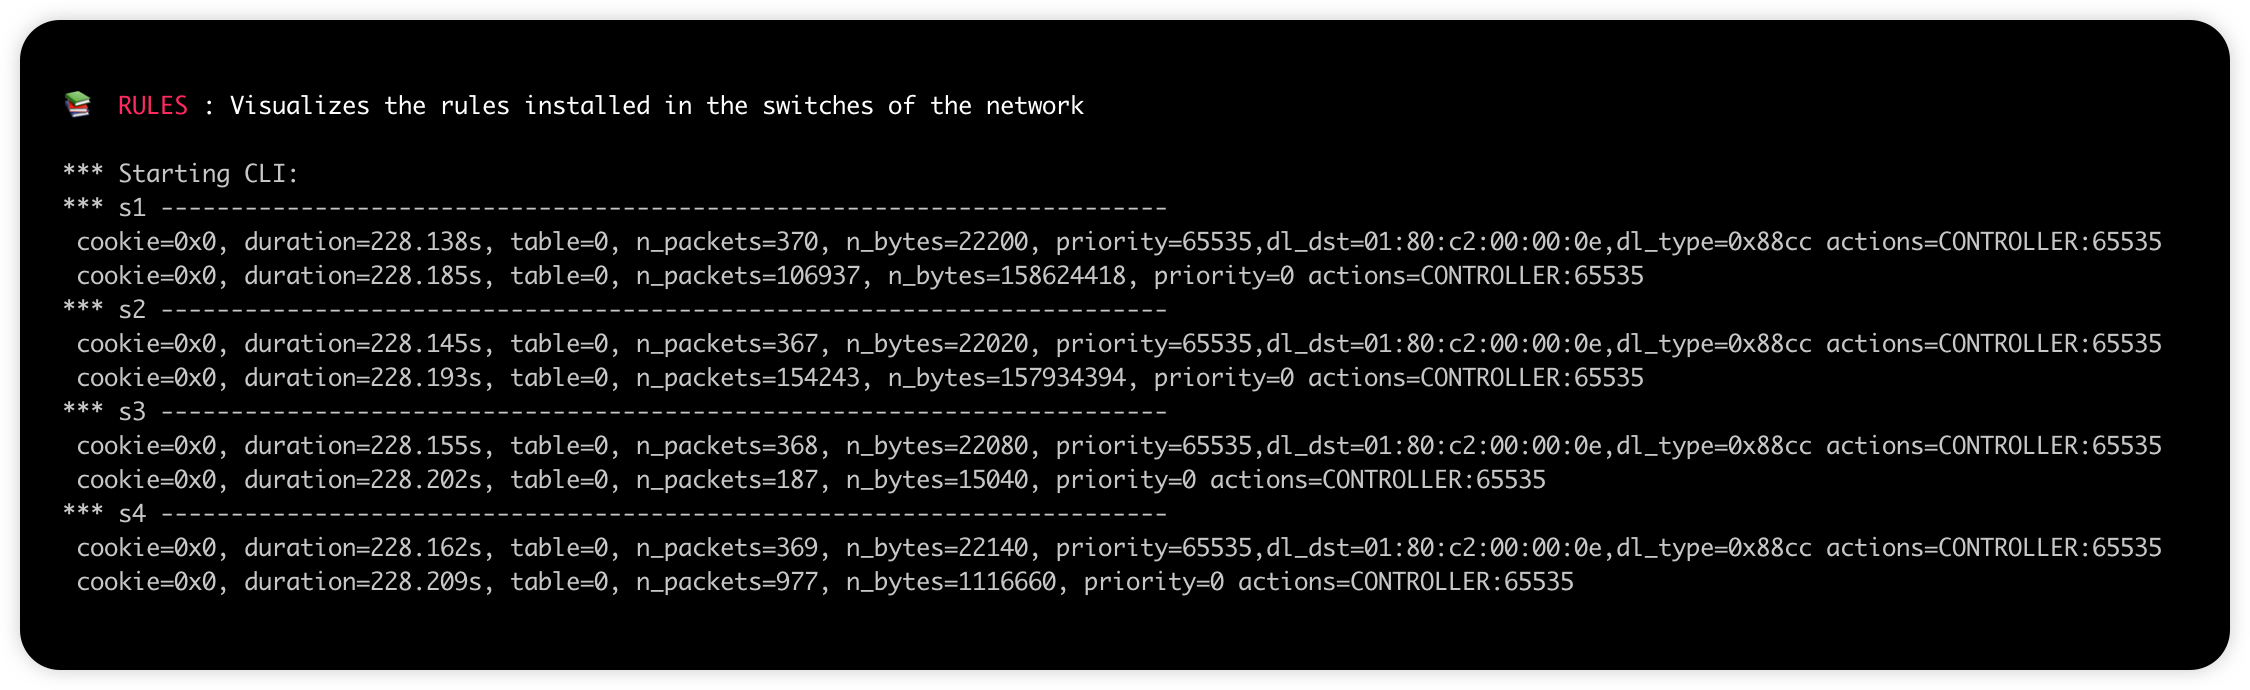 📚 RULES : Visualizes the rules installed in the switches of the network
*** Starting CLI:
*** s1 ------------------------------------------------------------------------
cookie=0x0, duration=228.138s, table=0, n_packets=370, n_bytes=22200, priority=65535,dl_dst=01:80:c2:00:00:0e,dl_type=0x88cc actions=CONTROLLER:65535
cookie=0x0, duration=228.185s, table=0, n_packets=106937, n_bytes=158624418, priority=0 actions=CONTROLLER:65535
*** s2 ------------------------------------------------------------------------
cookie=0x0, duration=228.145s, table=0, n_packets=367, n_bytes=22020, priority=65535,dl_dst=01:80:c2:00:00:0e,dl_type=0x88cc actions=CONTROLLER:65535
cookie=0x0, duration=228.193s, table=0, n_packets=154243, n_bytes=157934394, priority=0 actions=CONTROLLER:65535
*** s3 ------------------------------------------------------------------------
cookie=0x0, duration=228.155s, table=0, n_packets=368, n_bytes=22080, priority=65535,dl_dst=01:80:c2:00:00:0e,dl_type=0x88cc actions=CONTROLLER:65535
cookie=0x0, duration=228.202s, table=0, n_packets=187, n_bytes=15040, priority=0 actions=CONTROLLER:65535
*** s4 ------------------------------------------------------------------------
cookie=0x0, duration=228.162s, table=0, n_packets=369, n_bytes=22140, priority=65535,dl_dst=01:80:c2:00:00:0e,dl_type=0x88cc actions=CONTROLLER:65535
cookie=0x0, duration=228.209s, table=0, n_packets=977, n_bytes=1116660, priority=0 actions=CONTROLLER:65535